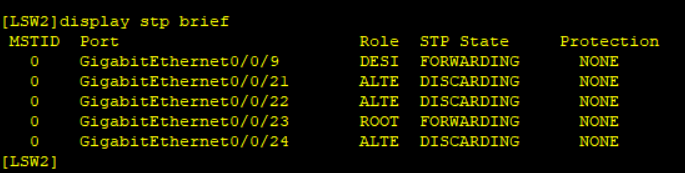 [LSW2]display stp brief
MSTID Port Role STP State Protection
0 GigabitEthernet0/0/9 DESI FORWARDING NONE
0 GigabitEthernet0/0/21 ALTE DISCARDING NONE
0 GigabitEthernet0/0/22 ALTE DISCARDING NONE
0 GigabitEthernet0/0/23 ROOT FORWARDING NONE
0 GigabitEthernet0/0/24 ALTE DISCARDING NONE
[LSW2]